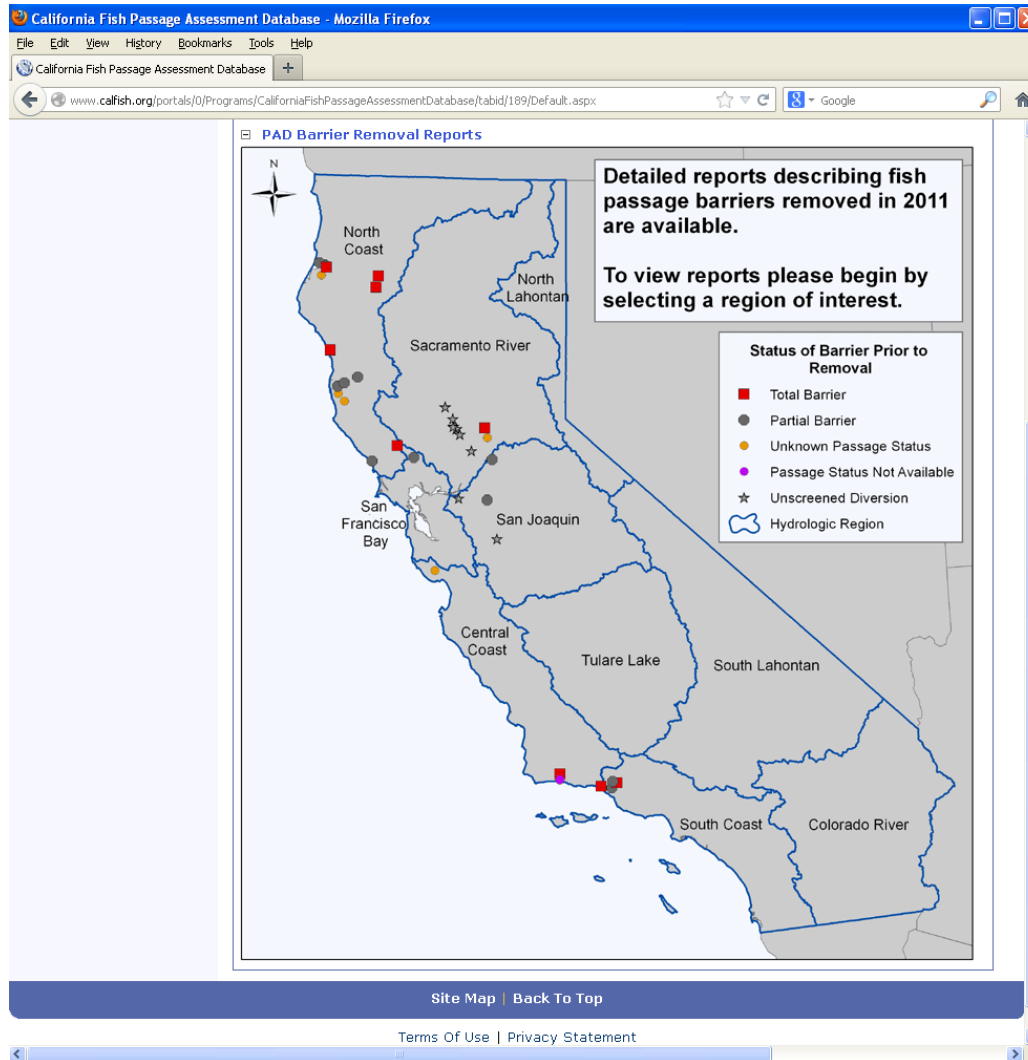 California Fish Passage Assessment Database - Mozilla Firefox
File Edit View History Bookmarks Tools Help
California Fish Passage Assessment Database +
www.calfish.org/portals/0/Programs/CaliforniaFishPassageAssessmentDatabase/tabid/189/Default.aspx
Google
PAD Barrier Removal Reports
N
Detailed reports describing fish
passage barriers removed in 2011
are available.
To view reports please begin by
selecting a region of interest.
North
Coast
North
Lahontan
Sacramento River
Status of Barrier Prior to
Removal
Total Barrier
Partial Barrier
Unknown Passage Status
Passage Status Not Available
Unscreened Diversion
Hydrologic Region
San
Francisco
Bay
San Joaquin
Central
Coast
Tulare Lake
South Lahontan
South Coast
Colorado River
Site Map | Back To Top
Terms Of Use | Privacy Statement